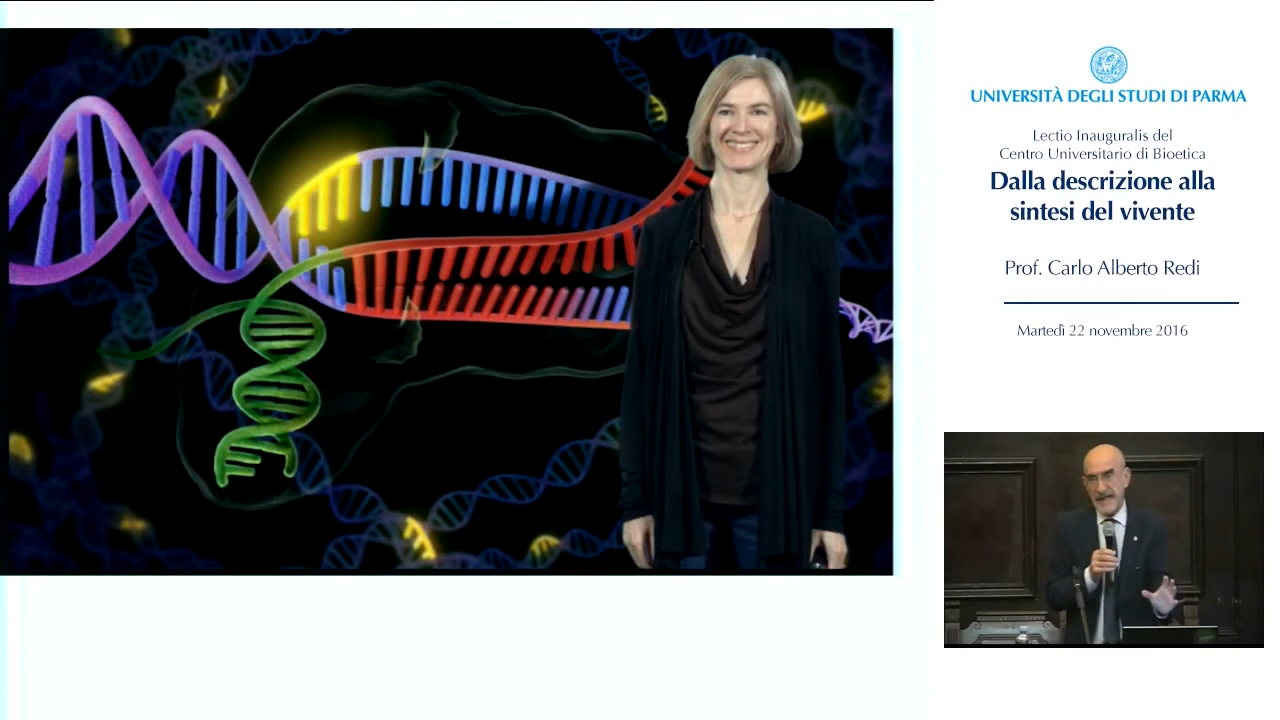 UNIVERSITÀ DEGLI STUDI DI PARMA
Lectio Inauguralis del
Centro Universitario di Bioetica
Dalla descrizione alla
sintesi del vivente
Prof. Carlo Alberto Redi
Martedì 22 novembre 2016